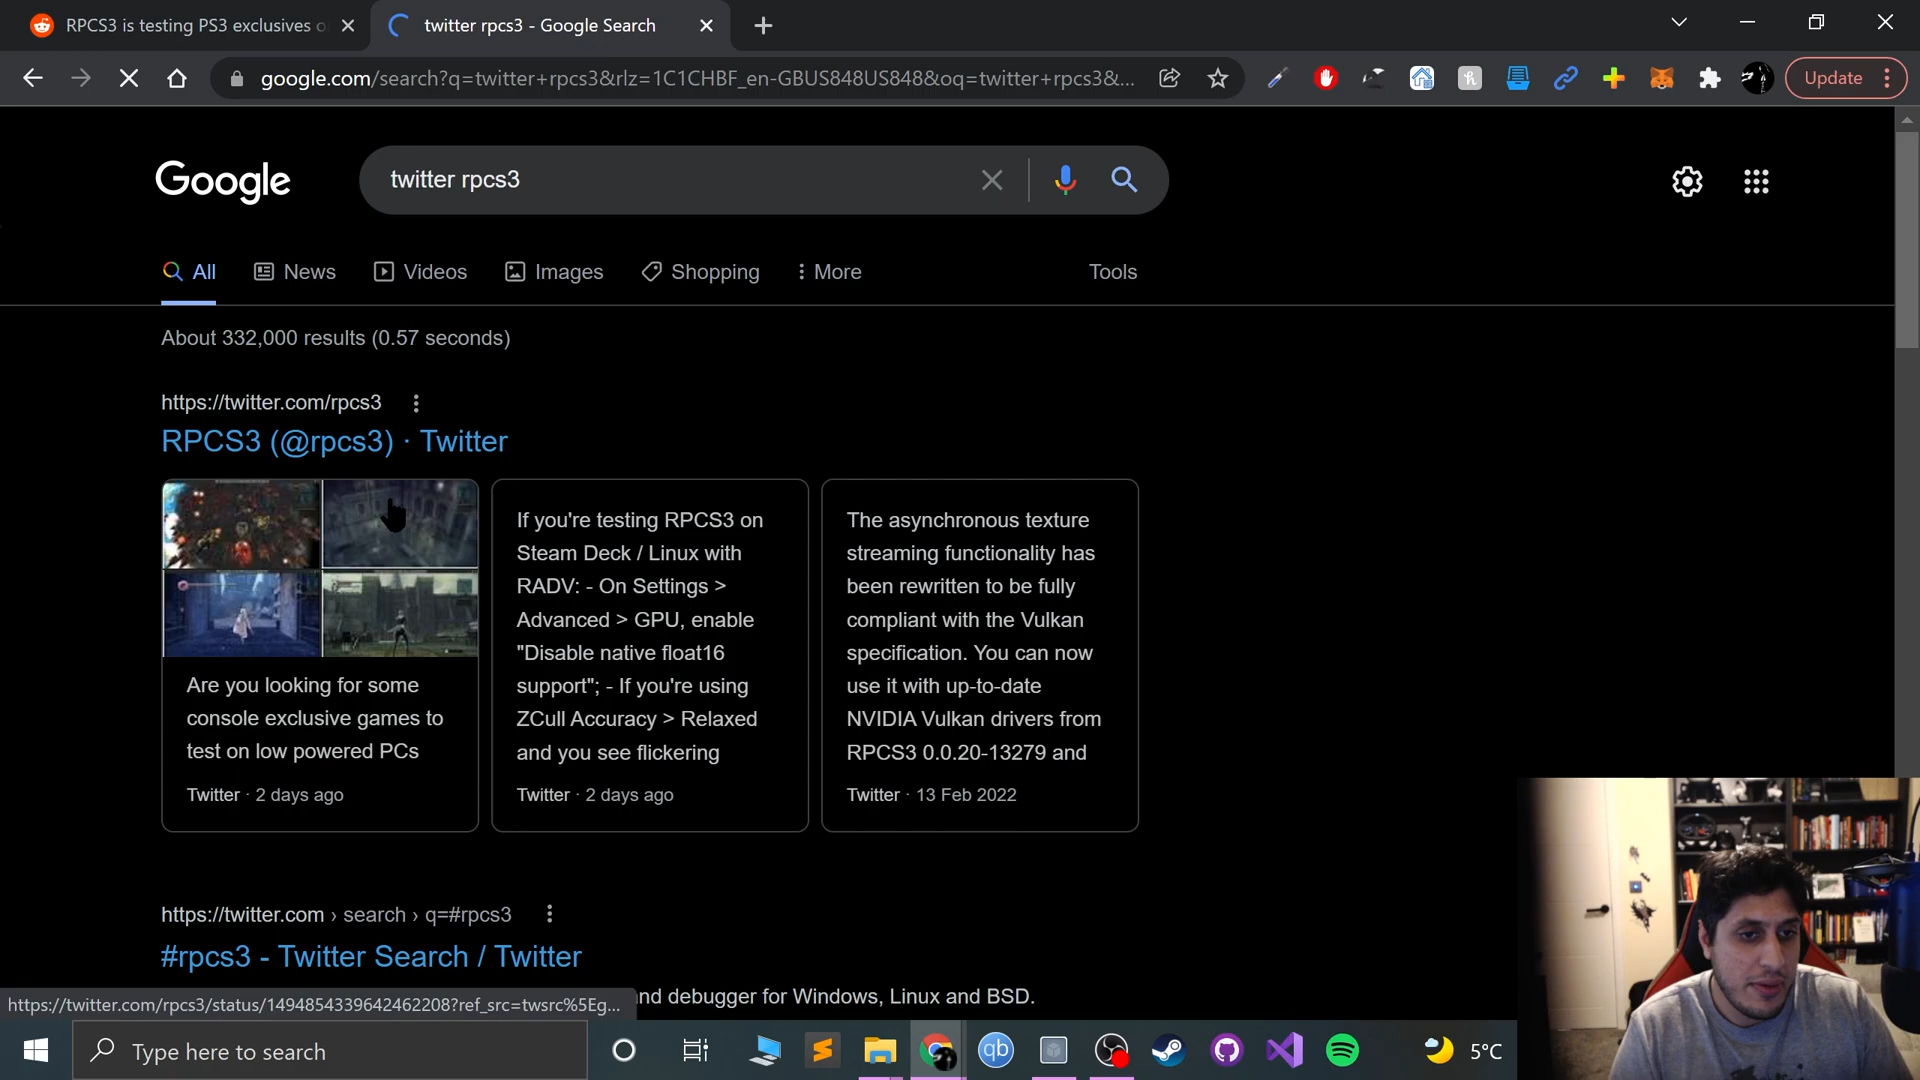 RPCS3 is testing PS3 exclusives o
twitter rpcs3 - Google Search
google.com/search?q=twitter+rpcs3&rlz=1C1CHBF_en-GBUS848US848&oq=twitter+rpcs3&...
Update
Google
twitter rpcs3
All
News
Videos
Images
Shopping
More
Tools
About 332,000 results (0.57 seconds)
https://twitter.com/rpcs3
RPCS3 (@rpcs3) · Twitter
Are you looking for some
console exclusive games to
test on low powered PCs
Twitter · 2 days ago
If you're testing RPCS3 on
Steam Deck / Linux with
RADV: - On Settings >
Advanced > GPU, enable
"Disable native float16
support"; - If you're using
ZCull Accuracy > Relaxed
and you see flickering
Twitter · 2 days ago
The asynchronous texture
streaming functionality has
been rewritten to be fully
compliant with the Vulkan
specification. You can now
use it with up-to-date
NVIDIA Vulkan drivers from
RPCS3 0.0.20-13279 and
Twitter · 13 Feb 2022
https://twitter.com › search › q=#rpcs3
#rpcs3 - Twitter Search / Twitter
nd debugger for Windows, Linux and BSD.
https://twitter.com/rpcs3/status/1494854339642462208?ref_src=twsrc%5Eg...
Type here to search
qb
5°C